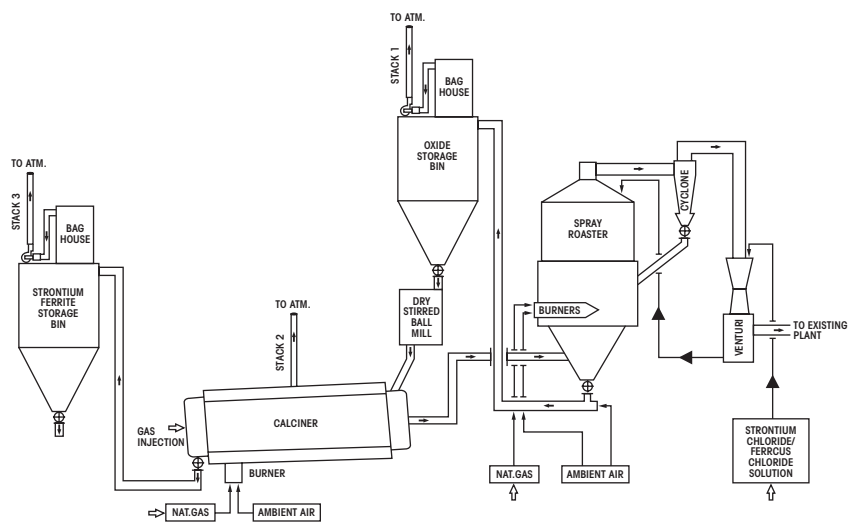 TO ATM.
STACK 1
BAG
HOUSE
OXIDE
STORAGE
BIN
TO ATM.
STACK 3
BAG
HOUSE
STRONTIUM
FERRITE
STORAGE
BIN
CYCLONE
SPRAY
ROASTER
BURNERS
DRY
STIRRED
BALL
MILL
TO ATM.
STACK 2
VENTURI
TO EXISTING
PLANT
GAS
INJECTION
CALCINER
BURNER
NAT.GAS
AMBIENT AIR
NAT.GAS
AMBIENT AIR
STRONTIUM
CHLORIDE/
FERRCUS
CHLORIDE
SOLUTION